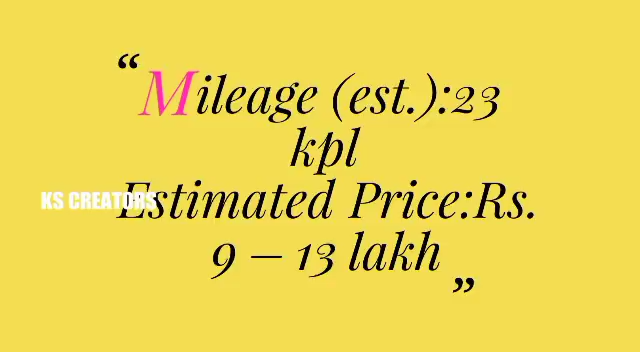 “
Mileage (est.):23
kpl
KS CREATORS
Estimated Price:Rs.
9 – 13 lakh
”